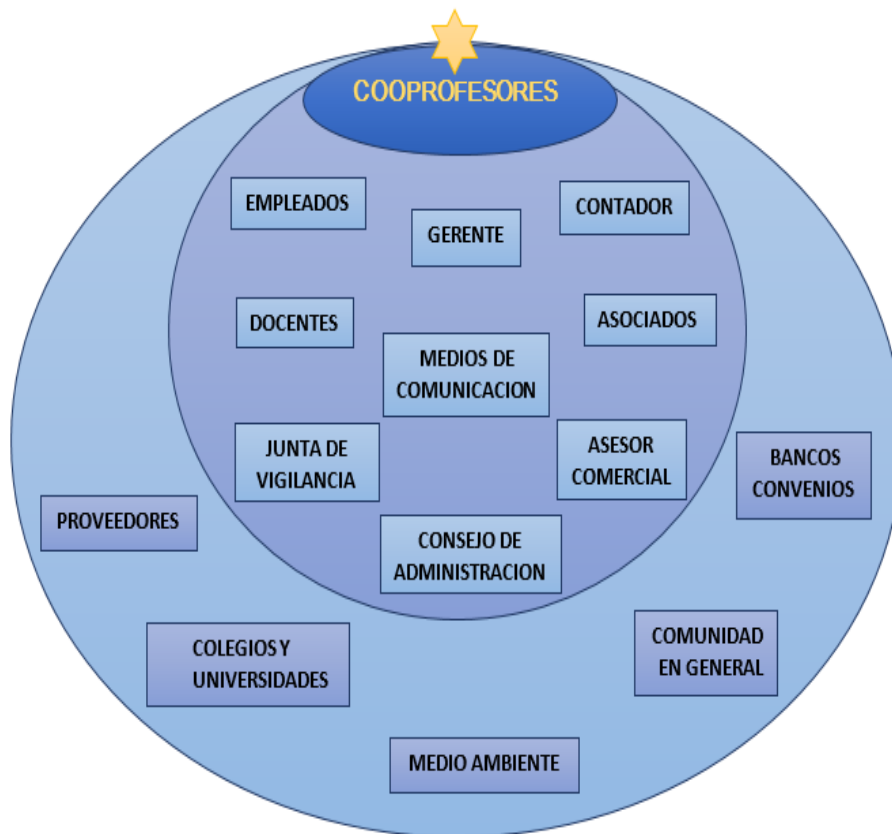 COOPROFESORES
EMPLEADOS
GERENTE
CONTADOR
DOCENTES
MEDIOS DE
COMUNICACION
ASOCIADOS
JUNTA DE
VIGILANCIA
ASESOR
COMERCIAL
BANCOS
CONVENIOS
PROVEEDORES
CONSEJO DE
ADMINISTRACION
COLEGIOS Y
UNIVERSIDADES
COMUNIDAD
EN GENERAL
MEDIO AMBIENTE